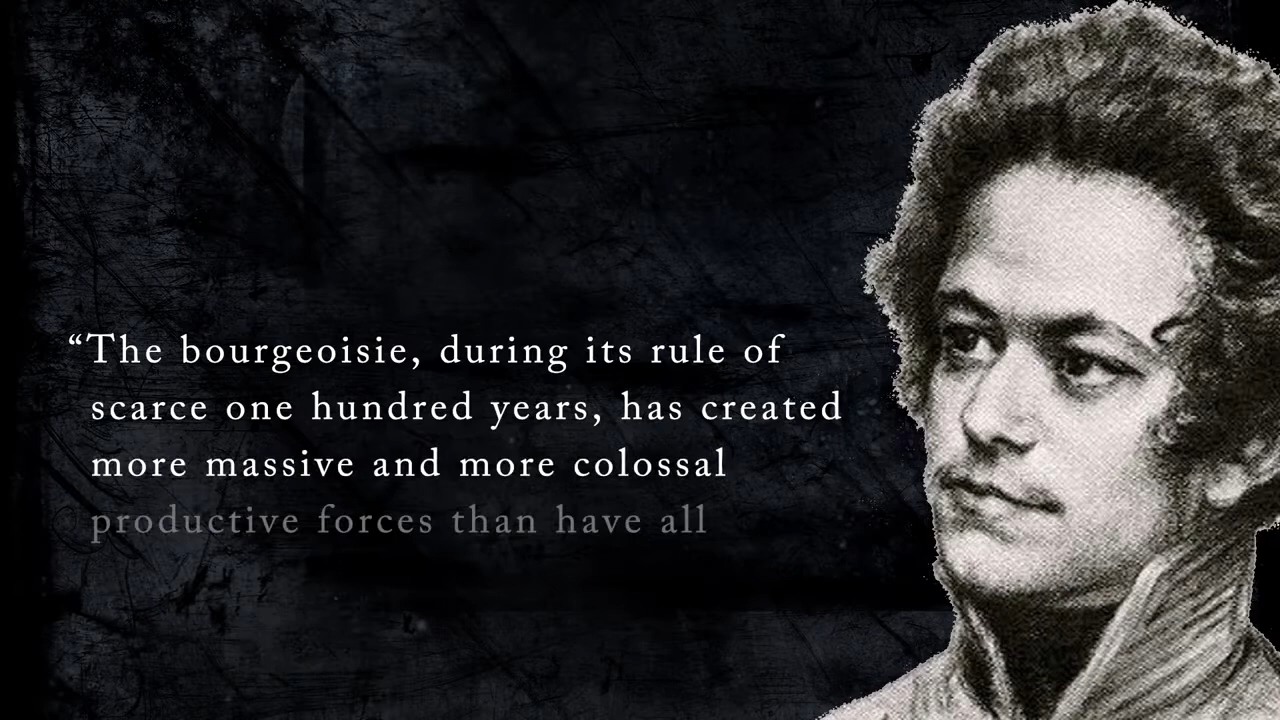 “The bourgeoisie, during its rule of
scarce one hundred years, has created
more massive and more colossal
productive forces than have all